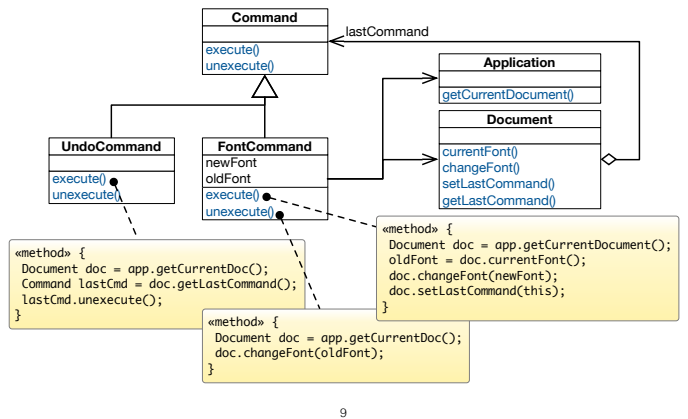 Command
execute()
unexecute()
lastCommand
Application
getCurrentDocument()
Document
currentFont()
changeFont()
setLastCommand()
getLastCommand()
UndoCommand
execute()
unexecute()
FontCommand
newFont
oldFont
execute()
unexecute()
«method» {
Document doc = app.getCurrentDoc();
Command lastCmd = doc.getLastCommand();
lastCmd.unexecute();
}
«method» {
Document doc = app.getCurrentDocument();
oldFont = doc.currentFont();
doc.changeFont(newFont);
doc.setLastCommand(this);
}
«method» {
Document doc = app.getCurrentDoc();
doc.changeFont(oldFont);
}
9